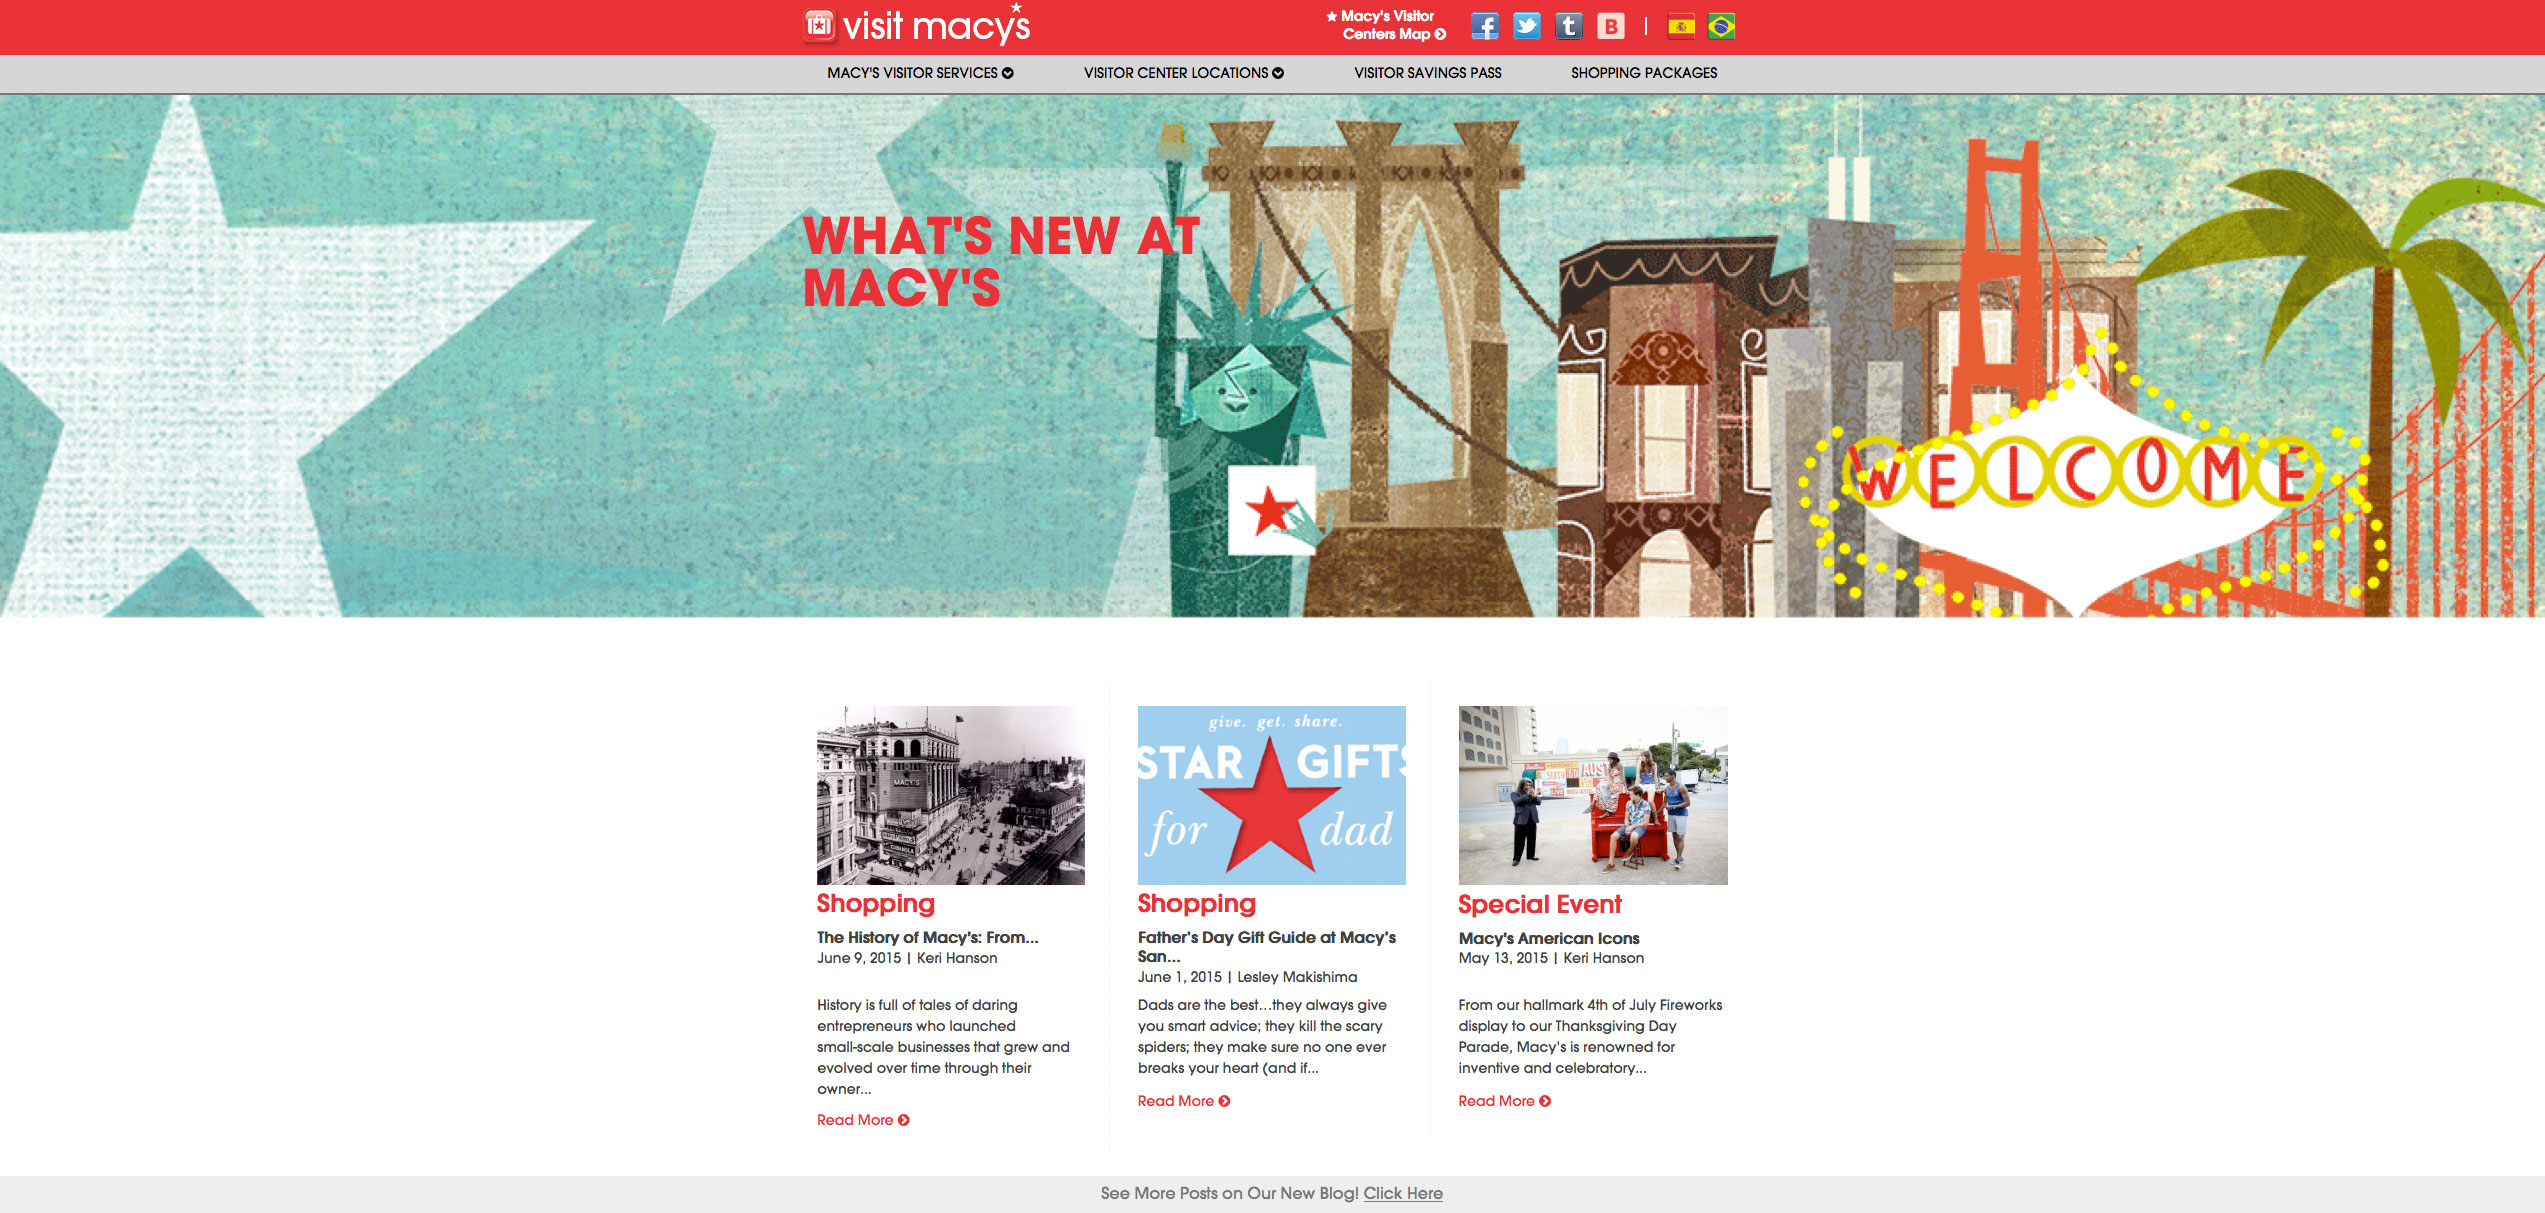 visit macy's
Macy's Visitor
Centers Map
B
MACY'S VISITOR SERVICES
VISITOR CENTER LOCATIONS
VISITOR SAVINGS PASS
SHOPPING PACKAGES
WHAT'S NEW AT
MACY'S
WELCOME
MACY'S
give. get. share.
STAR GIFTS
for dad
Shopping
The History of Macy's: From...
June 9, 2015 | Keri Hanson
History is full of tales of daring
entrepreneurs who launched
small-scale businesses that grew and
evolved over time through their
owner...
Read More
Shopping
Father's Day Gift Guide at Macy's
San...
June 1, 2015 | Lesley Makishima
Dads are the best...they always give
you smart advice; they kill the scary
spiders; they make sure no one ever
breaks your heart (and if...
Read More
Special Event
Macy's American Icons
May 13, 2015 | Keri Hanson
From our hallmark 4th of July Fireworks
display to our Thanksgiving Day
Parade, Macy's is renowned for
inventive and celebratory...
Read More
See More Posts on Our New Blog! Click Here